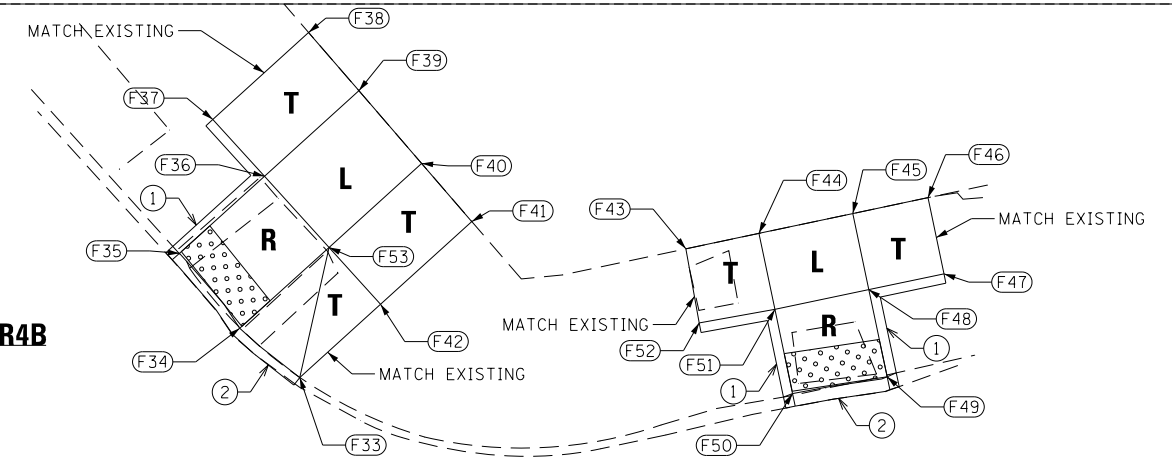 F38
MATCH EXISTING
F39
F37
T
F36
F40
L
F46
F45
1
T
F44
F41
F43
MATCH EXISTING
R
F35
F53
T
L
T
F47
T
MATCH EXISTING
R
F48
R4B
F34
F42
F52
F51
1
MATCH EXISTING
1
2
F49
F33
F50
2